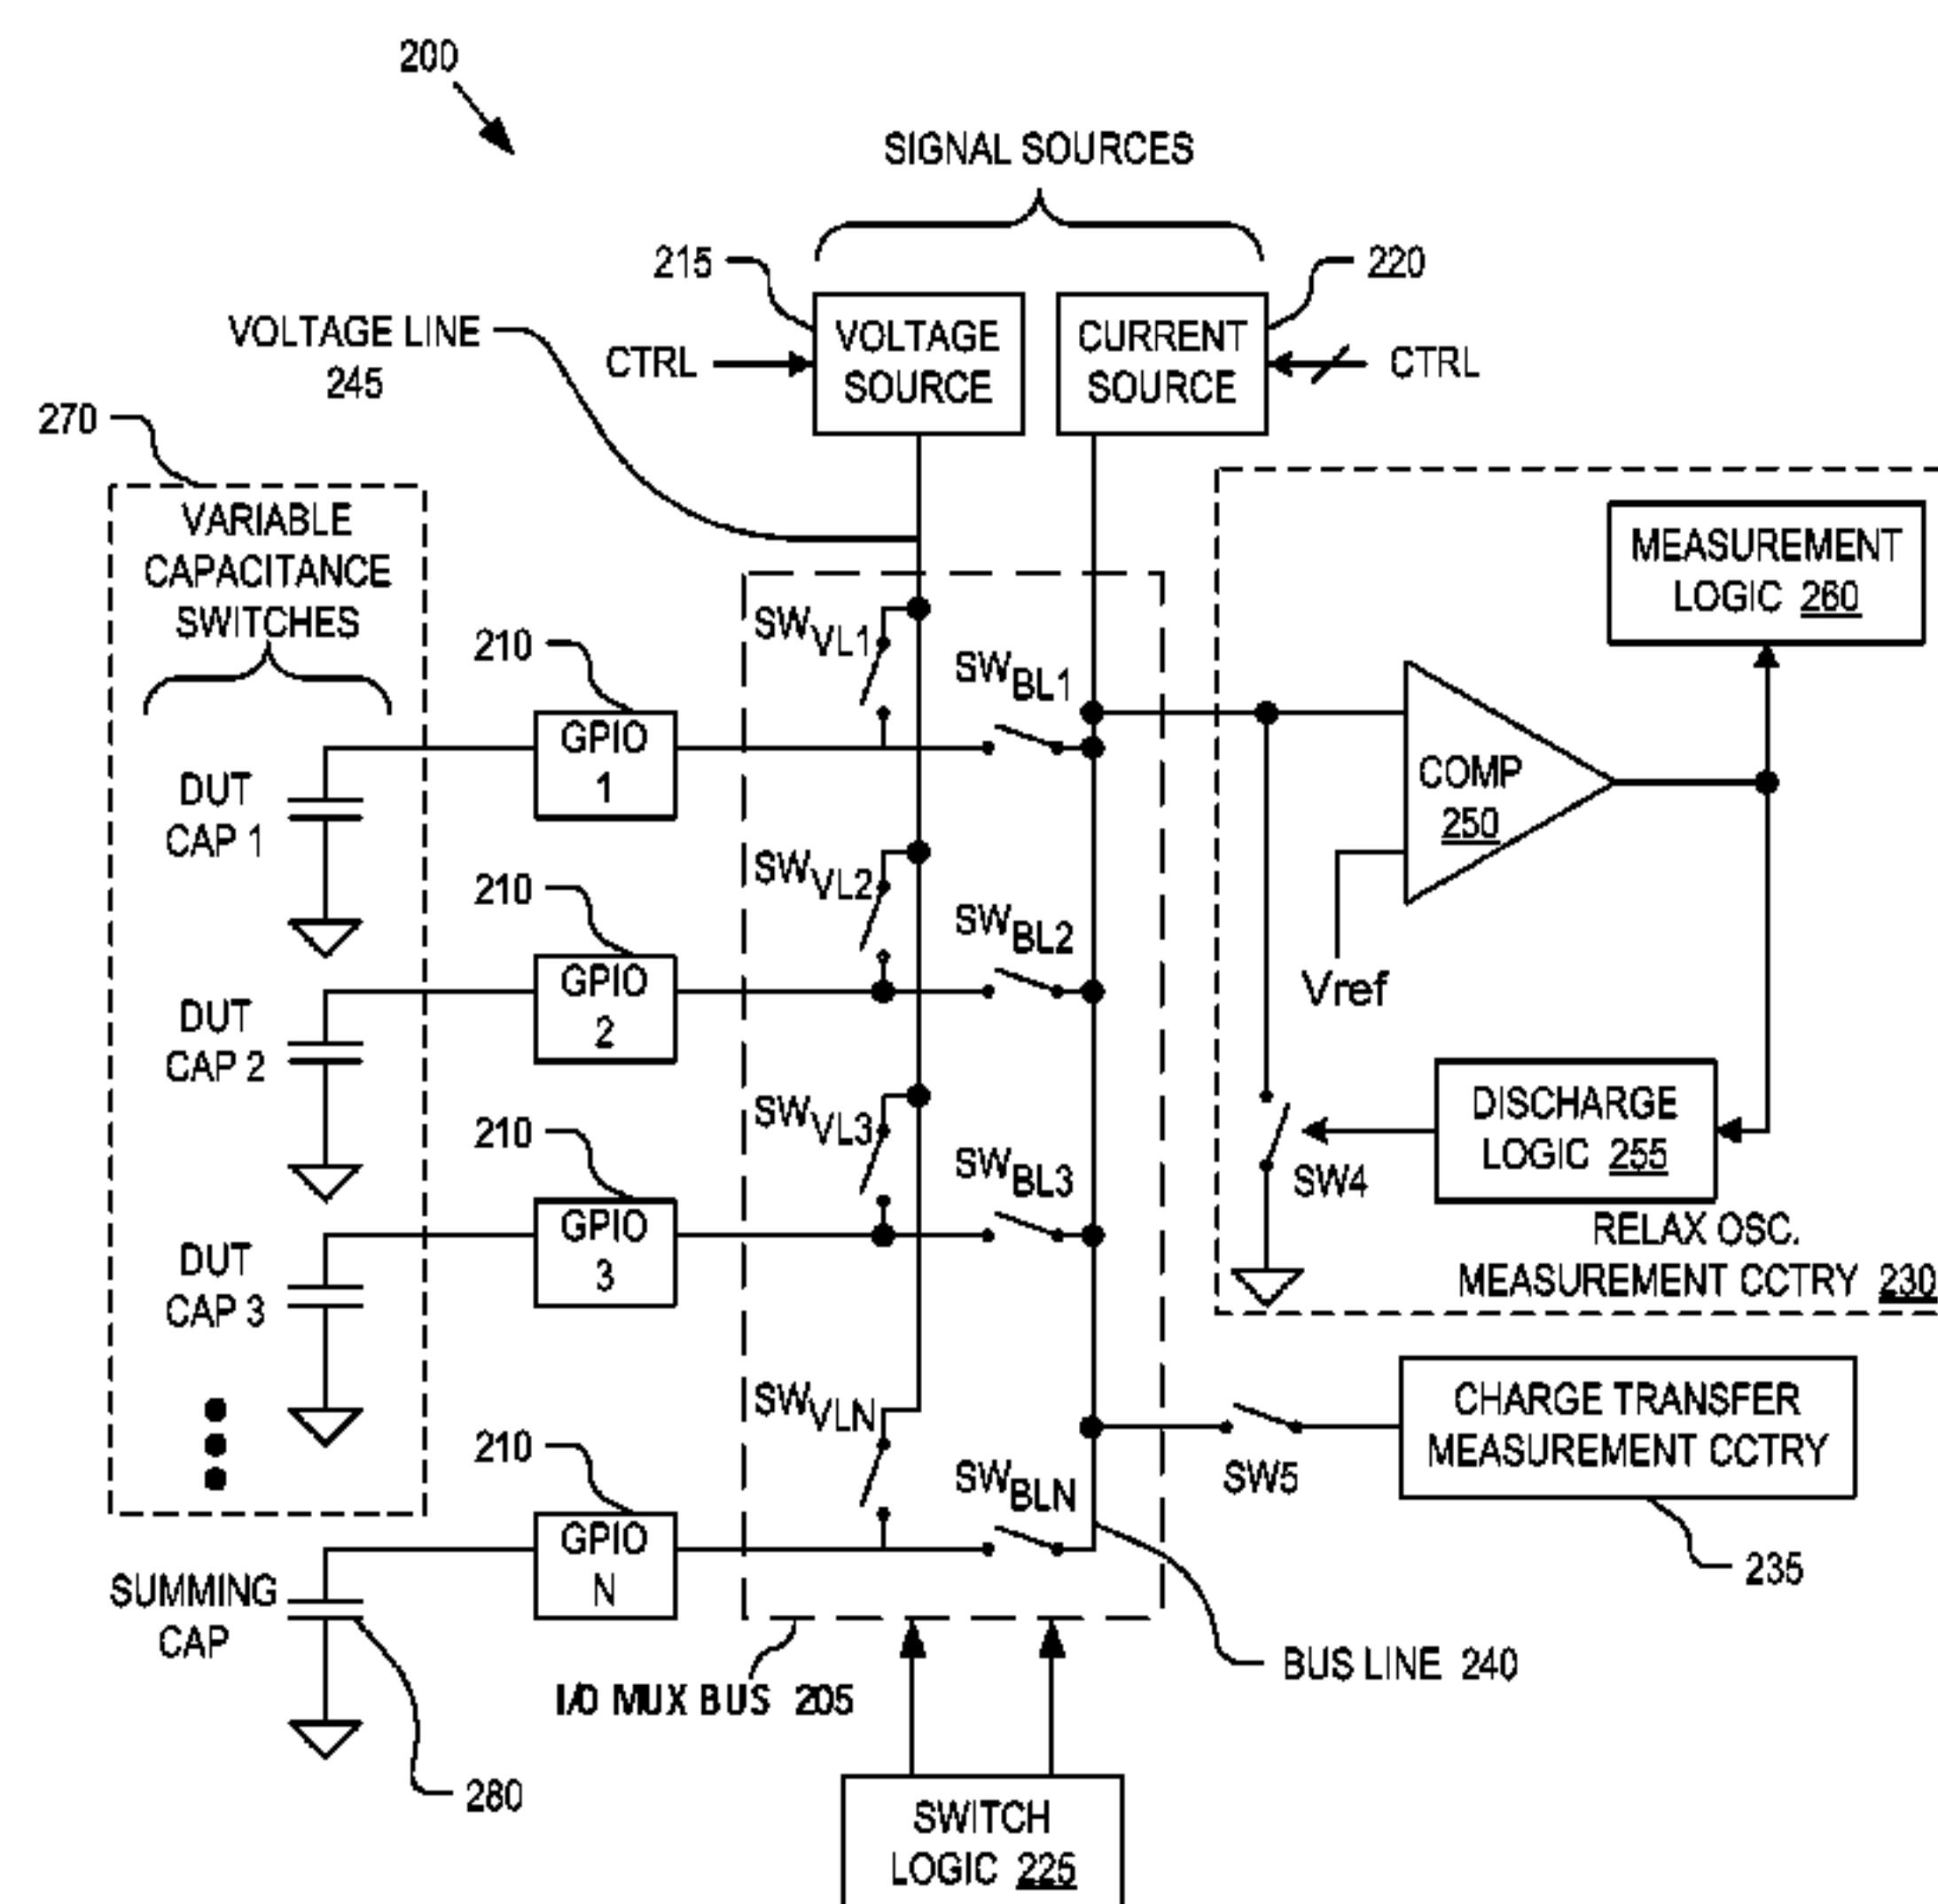 200
SIGNAL SOURCES
215
220
VOLTAGE LINE
245
CTRL
VOLTAGE
SOURCE
CURRENT
SOURCE
CTRL
270
VARIABLE
CAPACITANCE
SWITCHES
MEASUREMENT
LOGIC 260
210
SWVL1
SWBL1
GPIO
1
DUT
CAP 1
COMP
250
Vref
210
SWVL2
SWBL2
GPIO
2
DUT
CAP 2
210
SWVL3
SWBL3
GPIO
3
DUT
CAP 3
DISCHARGE
LOGIC 255
SW4
RELAX OSC.
MEASUREMENT CCTRY 230
210
SWVLN
SWBLN
GPIO
N
SW5
CHARGE TRANSFER
MEASUREMENT CCTRY
235
SUMMING
CAP
280
I/O MUX BUS 205
BUS LINE 240
SWITCH
LOGIC 225